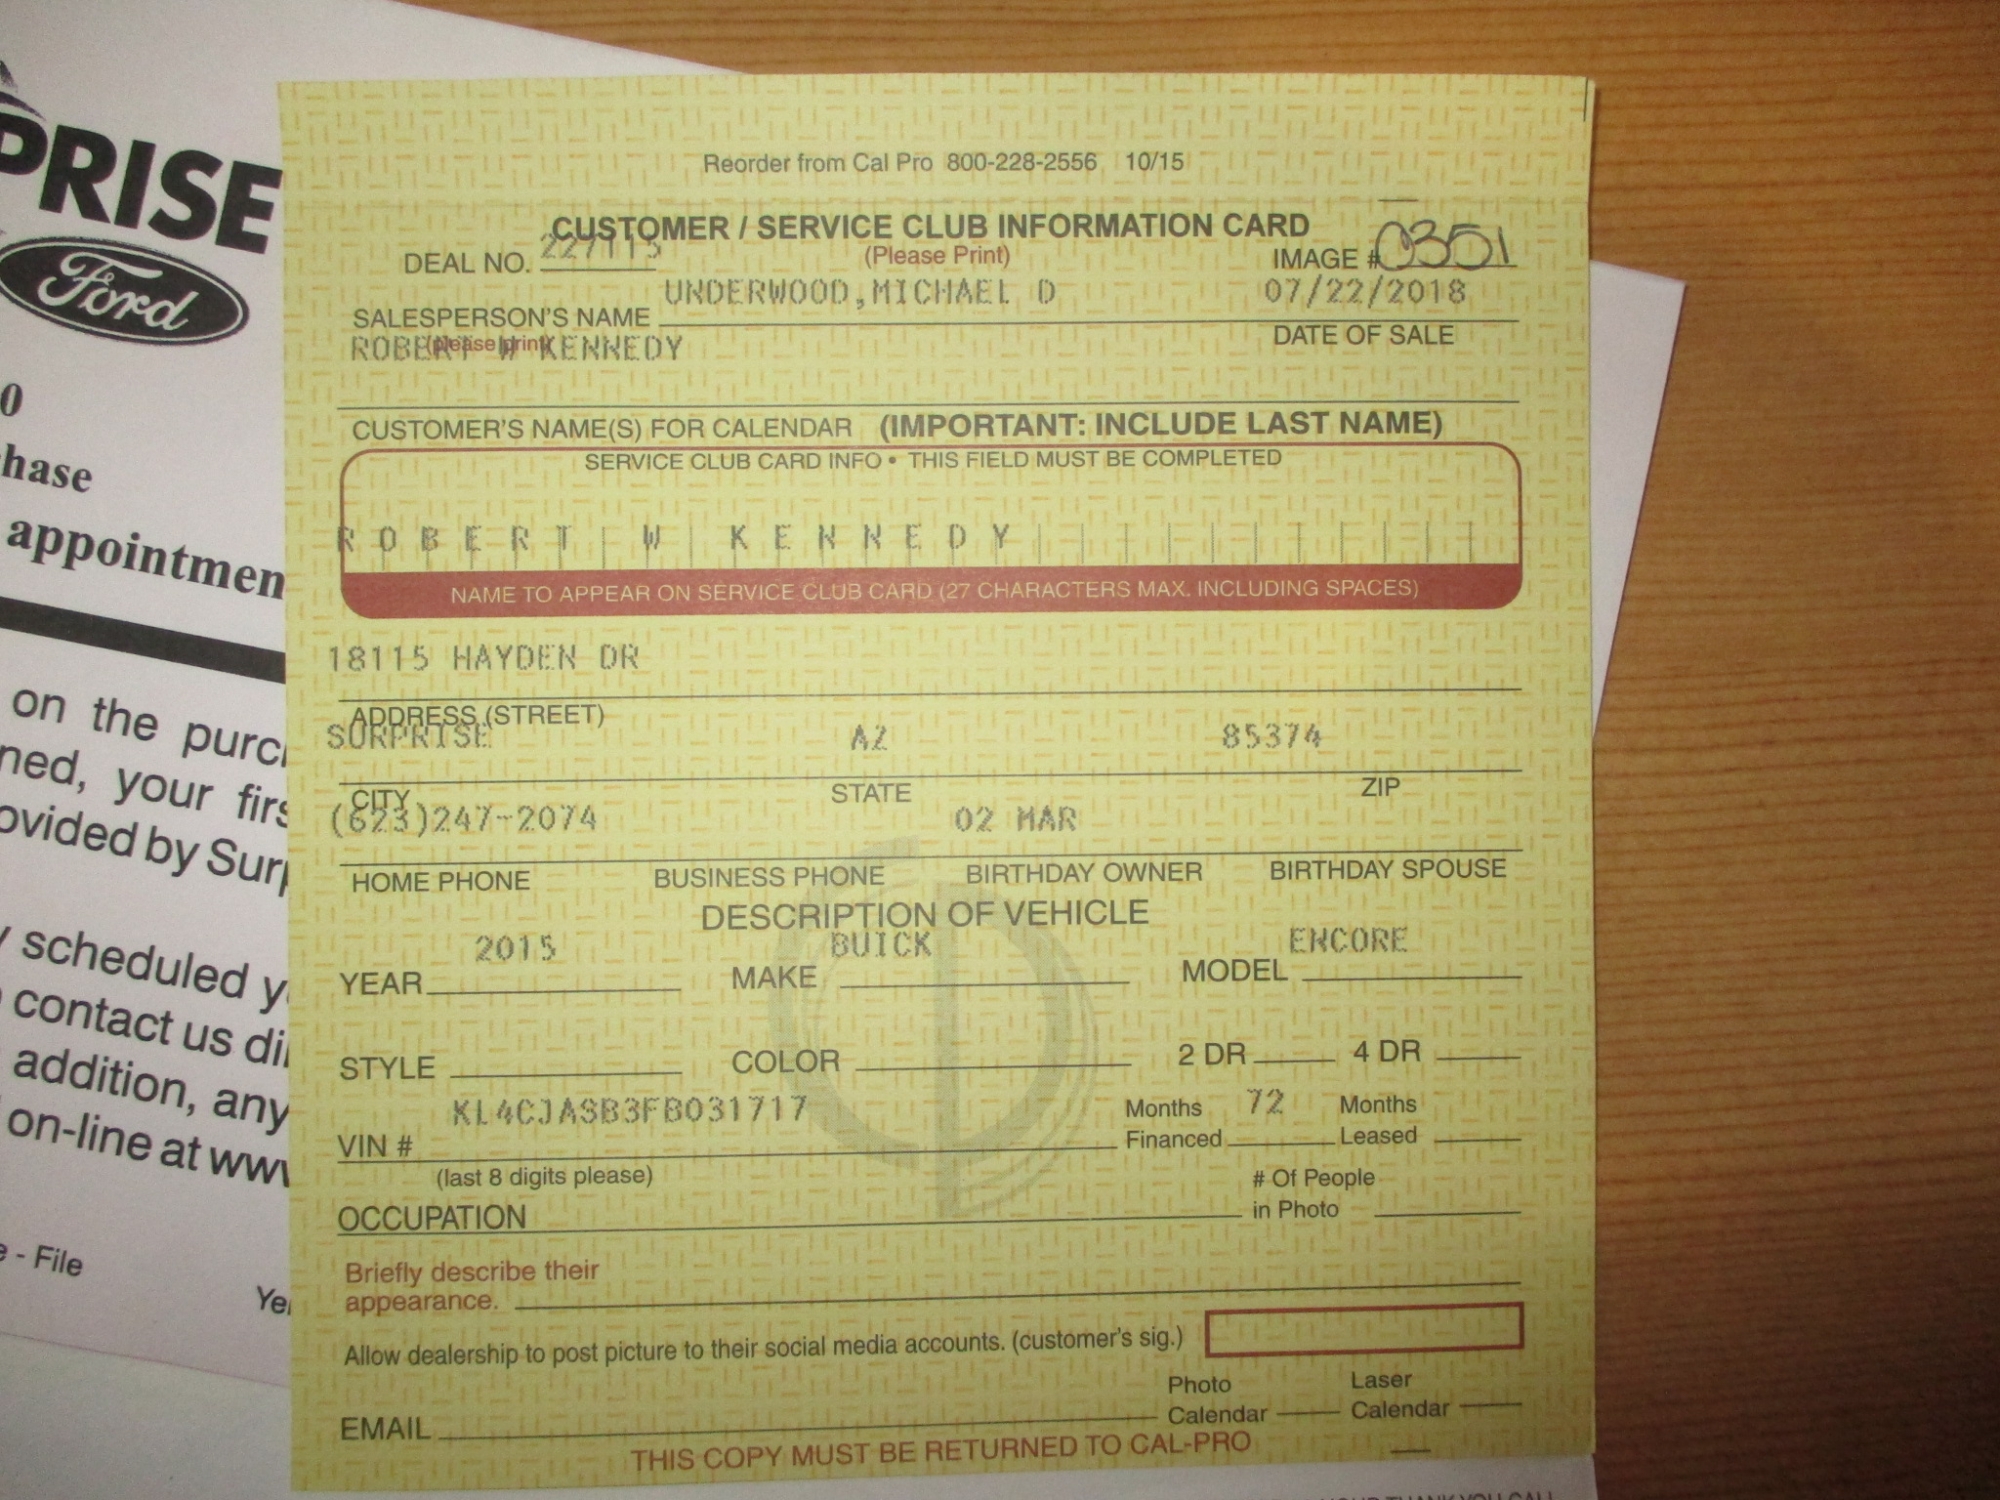 PRISE
Ford
0
hase
appointmen
on the purc
ned, your firs
ovided by Surp
y scheduled y
contact us di
addition, any
on-line at www
e - File
Yel
Reorder from Cal Pro 800-228-2556 10/15
CUSTOMER / SERVICE CLUB INFORMATION CARD
DEAL NO. 227113 (Please Print) IMAGE # 0351
UNDERWOOD,MICHAEL D 07/22/2018
SALESPERSON'S NAME DATE OF SALE
(please print)
ROBERT W KENNEDY
CUSTOMER'S NAME(S) FOR CALENDAR (IMPORTANT: INCLUDE LAST NAME)
SERVICE CLUB CARD INFO • THIS FIELD MUST BE COMPLETED
ROBERT W KENNEDY
NAME TO APPEAR ON SERVICE CLUB CARD (27 CHARACTERS MAX. INCLUDING SPACES)
18115 HAYDEN DR
ADDRESS (STREET)
SURPRISE AZ 85374
CITY STATE ZIP
(623)247-2074 02 MAR
HOME PHONE BUSINESS PHONE BIRTHDAY OWNER BIRTHDAY SPOUSE
DESCRIPTION OF VEHICLE
2015 BUICK ENCORE
YEAR MAKE MODEL
STYLE COLOR 2 DR 4 DR
KL4CJASB3FB031717 Months 72 Months
VIN # Financed Leased
(last 8 digits please) # Of People
OCCUPATION in Photo
Briefly describe their
appearance.
Allow dealership to post picture to their social media accounts. (customer's sig.)
Photo Laser
EMAIL Calendar Calendar
THIS COPY MUST BE RETURNED TO CAL-PRO